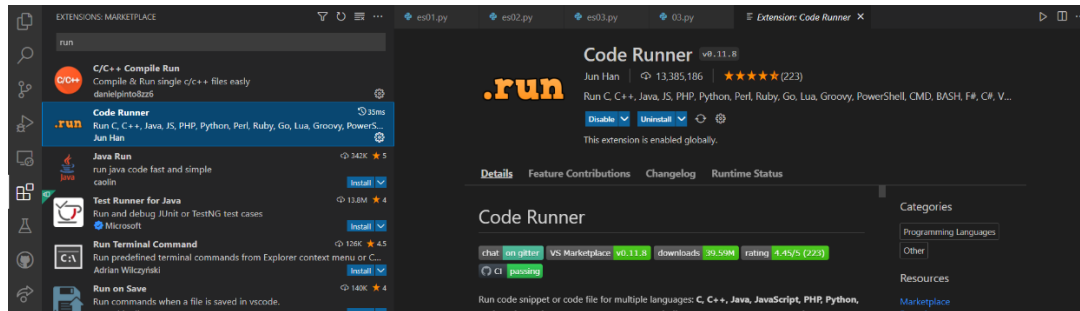 EXTENSIONS: MARKETPLACE
run
C/C++
C/C++ Compile Run
Compile & Run single c/c++ files easily
danielpinto8zz6
.run
Code Runner
35ms
Run C, C++, Java, JS, PHP, Python, Perl, Ruby, Go, Lua, Groovy, PowerS...
Jun Han
Java
Java Run
342K ★ 5
run java code fast and simple
caolin
Install
Test Runner for Java
13.8M ★ 4
Run and debug JUnit or TestNG test cases
Microsoft
Install
C:\
Run Terminal Command
126K ★ 4.5
Run predefined terminal commands from Explorer context menu or C...
Adrian Wilczyński
Install
Run on Save
140K ★ 4
Run commands when a file is saved in vscode.
es01.py
es02.py
es03.py
03.py
Extension: Code Runner
.run
Code Runner v0.11.8
Jun Han 13,385,186 ★★★★★(223)
Run C, C++, Java, JS, PHP, Python, Perl, Ruby, Go, Lua, Groovy, PowerShell, CMD, BASH, F#, C#, V...
Disable Uninstall
This extension is enabled globally.
Details Feature Contributions Changelog Runtime Status
Code Runner
chat on gitter VS Marketplace v0.11.8 downloads 39.59M rating 4.45/5 (223)
CI passing
Run code snippet or code file for multiple languages: C, C++, Java, JavaScript, PHP, Python,
Categories
Programming Languages
Other
Resources
Marketplace